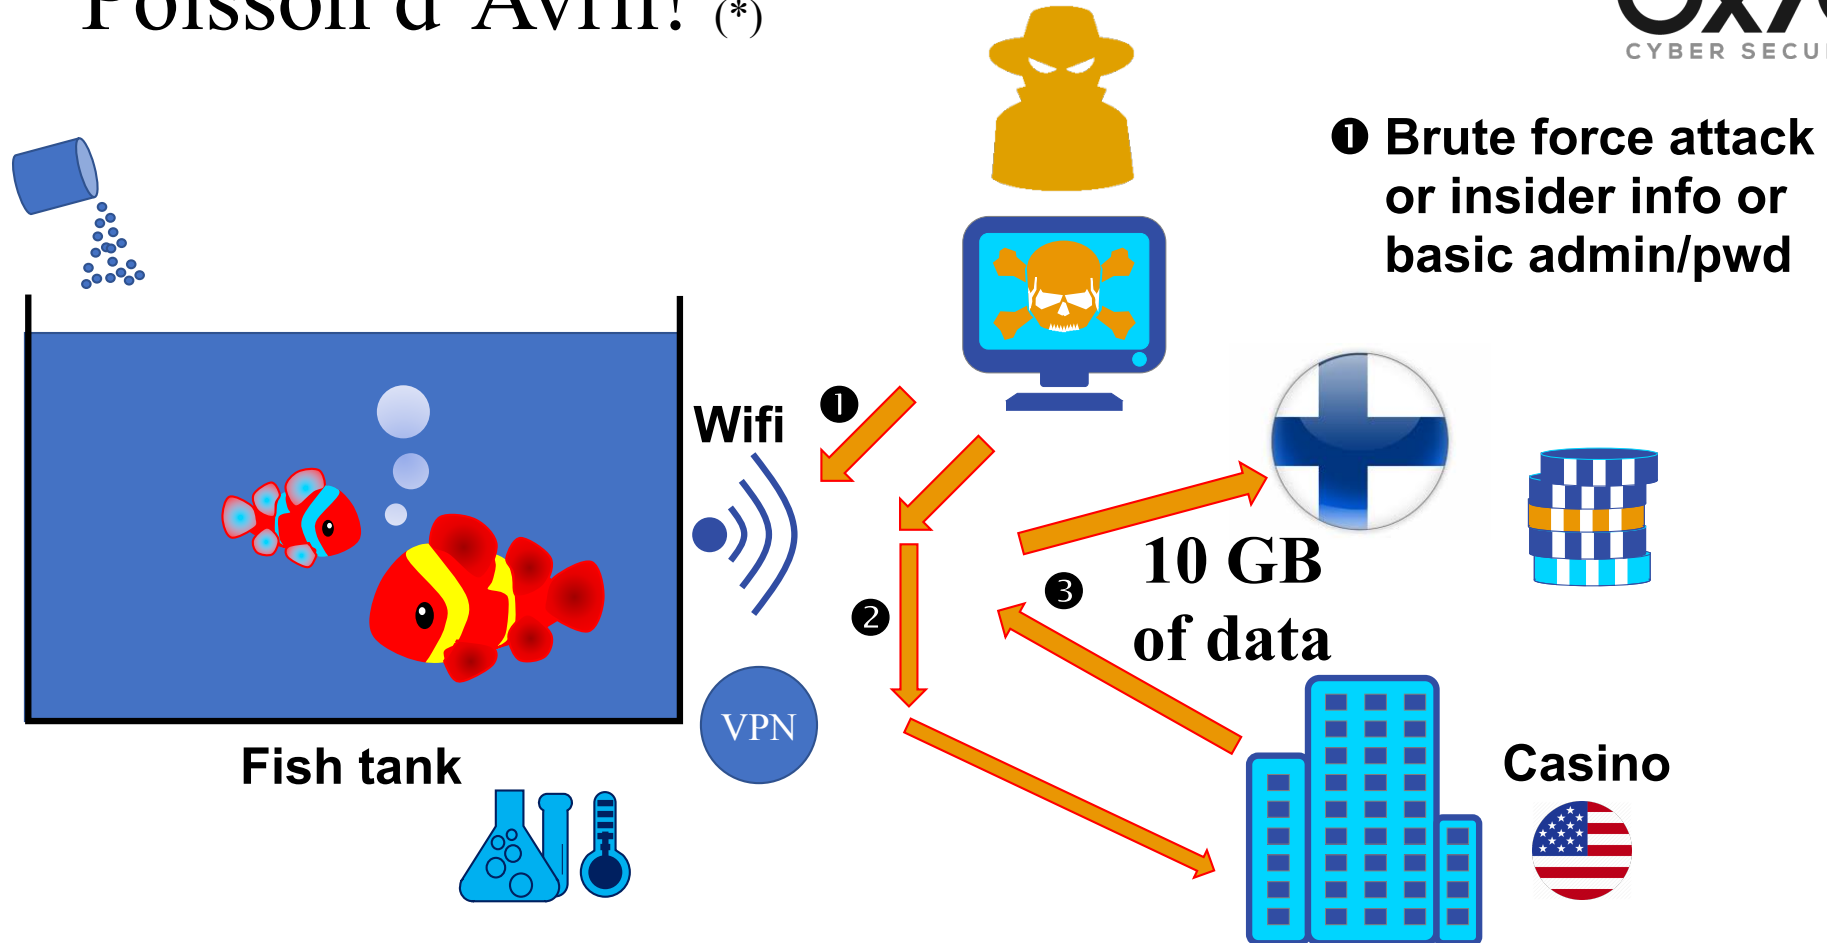 Poisson d'Avril! (*)
CYBER SECU
❶ Brute force attack
or insider info or
basic admin/pwd
Wifi
❶
❷
❸
10 GB
of data
VPN
Fish tank
Casino